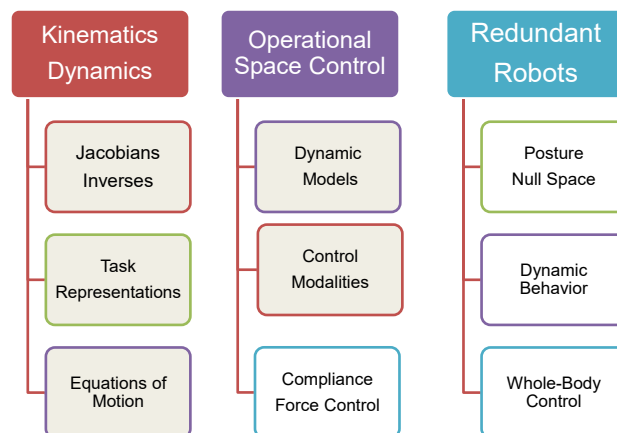 Kinematics
Dynamics
Jacobians
Inverses
Task
Representations
Equations of
Motion
Operational
Space Control
Dynamic
Models
Control
Modalities
Compliance
Force Control
Redundant
Robots
Posture
Null Space
Dynamic
Behavior
Whole-Body
Control